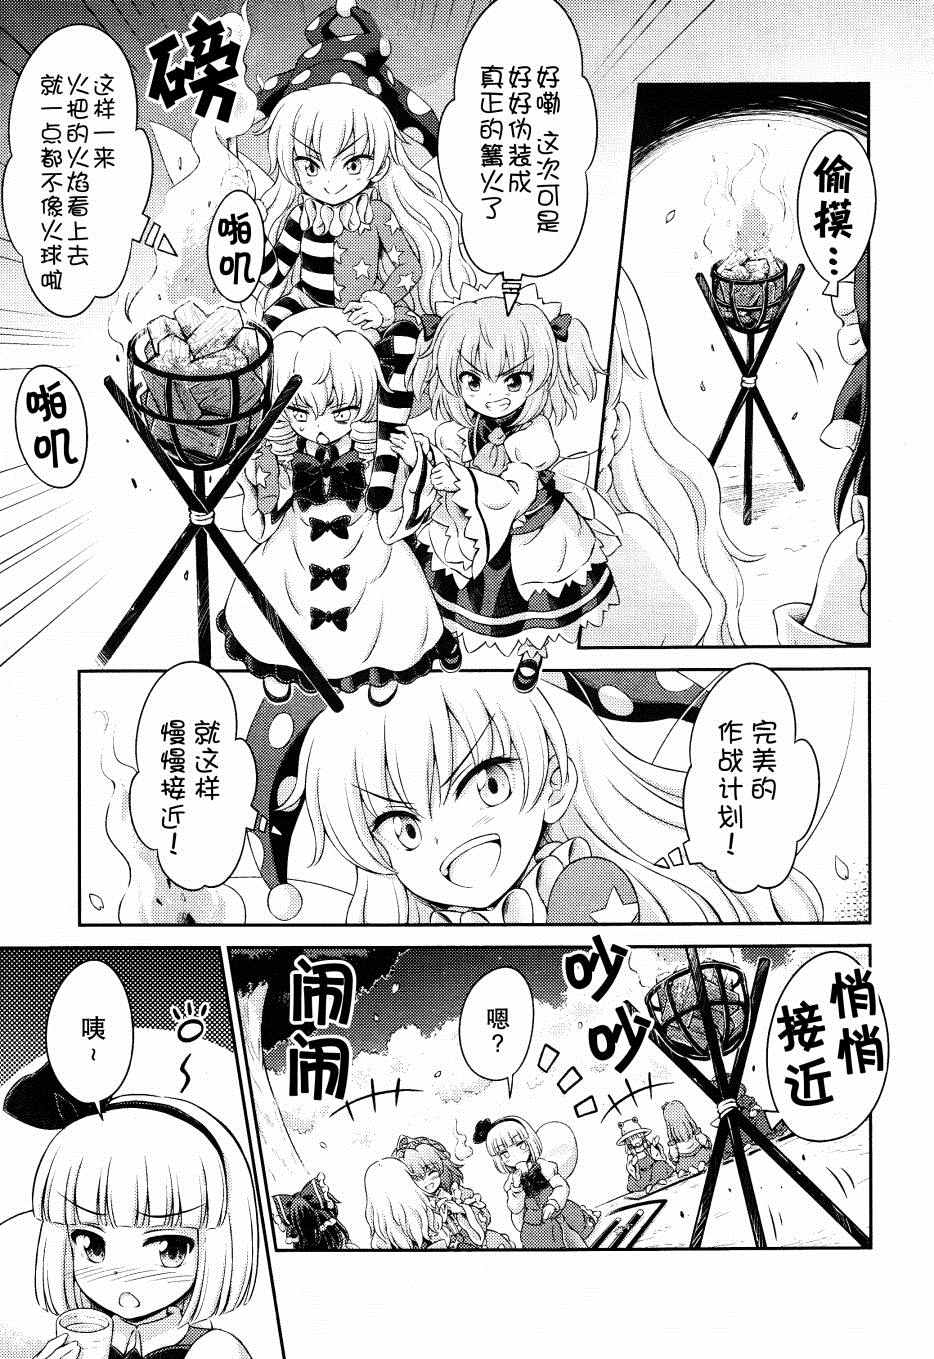 偷
摸…
好嘞 这次可是
好好伪装成
真正的篝火了
磅
啪
叽
这样一来
火把的火焰看上去
就一点都不像火球啦
啪
叽
完美的
作战计划！
就这样
慢慢接近！
悄悄
接近
吵
吵
嗯？
闹
闹
咦～